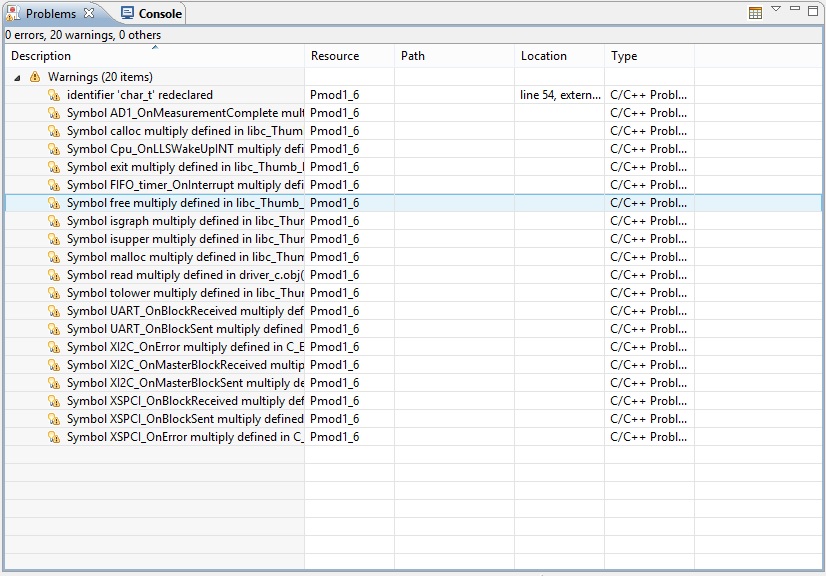 Problems Console
0 errors, 20 warnings, 0 others
Description Resource Path Location Type
Warnings (20 items)
identifier 'char_t' redeclared Pmod1_6 line 54, extern... C/C++ Probl...
Symbol AD1_OnMeasurementComplete mult Pmod1_6 C/C++ Probl...
Symbol calloc multiply defined in libc_Thum Pmod1_6 C/C++ Probl...
Symbol Cpu_OnLLSWakeUpINT multiply defi Pmod1_6 C/C++ Probl...
Symbol exit multiply defined in libc_Thumb_ Pmod1_6 C/C++ Probl...
Symbol FIFO_timer_OnInterrupt multiply defi Pmod1_6 C/C++ Probl...
Symbol free multiply defined in libc_Thumb_ Pmod1_6 C/C++ Probl...
Symbol isgraph multiply defined in libc_Thur Pmod1_6 C/C++ Probl...
Symbol isupper multiply defined in libc_Thur Pmod1_6 C/C++ Probl...
Symbol malloc multiply defined in libc_Thum Pmod1_6 C/C++ Probl...
Symbol read multiply defined in driver_c.obj( Pmod1_6 C/C++ Probl...
Symbol tolower multiply defined in libc_Thur Pmod1_6 C/C++ Probl...
Symbol UART_OnBlockReceived multiply def Pmod1_6 C/C++ Probl...
Symbol UART_OnBlockSent multiply defined Pmod1_6 C/C++ Probl...
Symbol XI2C_OnError multiply defined in C_E Pmod1_6 C/C++ Probl...
Symbol XI2C_OnMasterBlockReceived multip Pmod1_6 C/C++ Probl...
Symbol XI2C_OnMasterBlockSent multiply de Pmod1_6 C/C++ Probl...
Symbol XSPCI_OnBlockReceived multiply def Pmod1_6 C/C++ Probl...
Symbol XSPCI_OnBlockSent multiply defined Pmod1_6 C/C++ Probl...
Symbol XSPCI_OnError multiply defined in C_ Pmod1_6 C/C++ Probl...